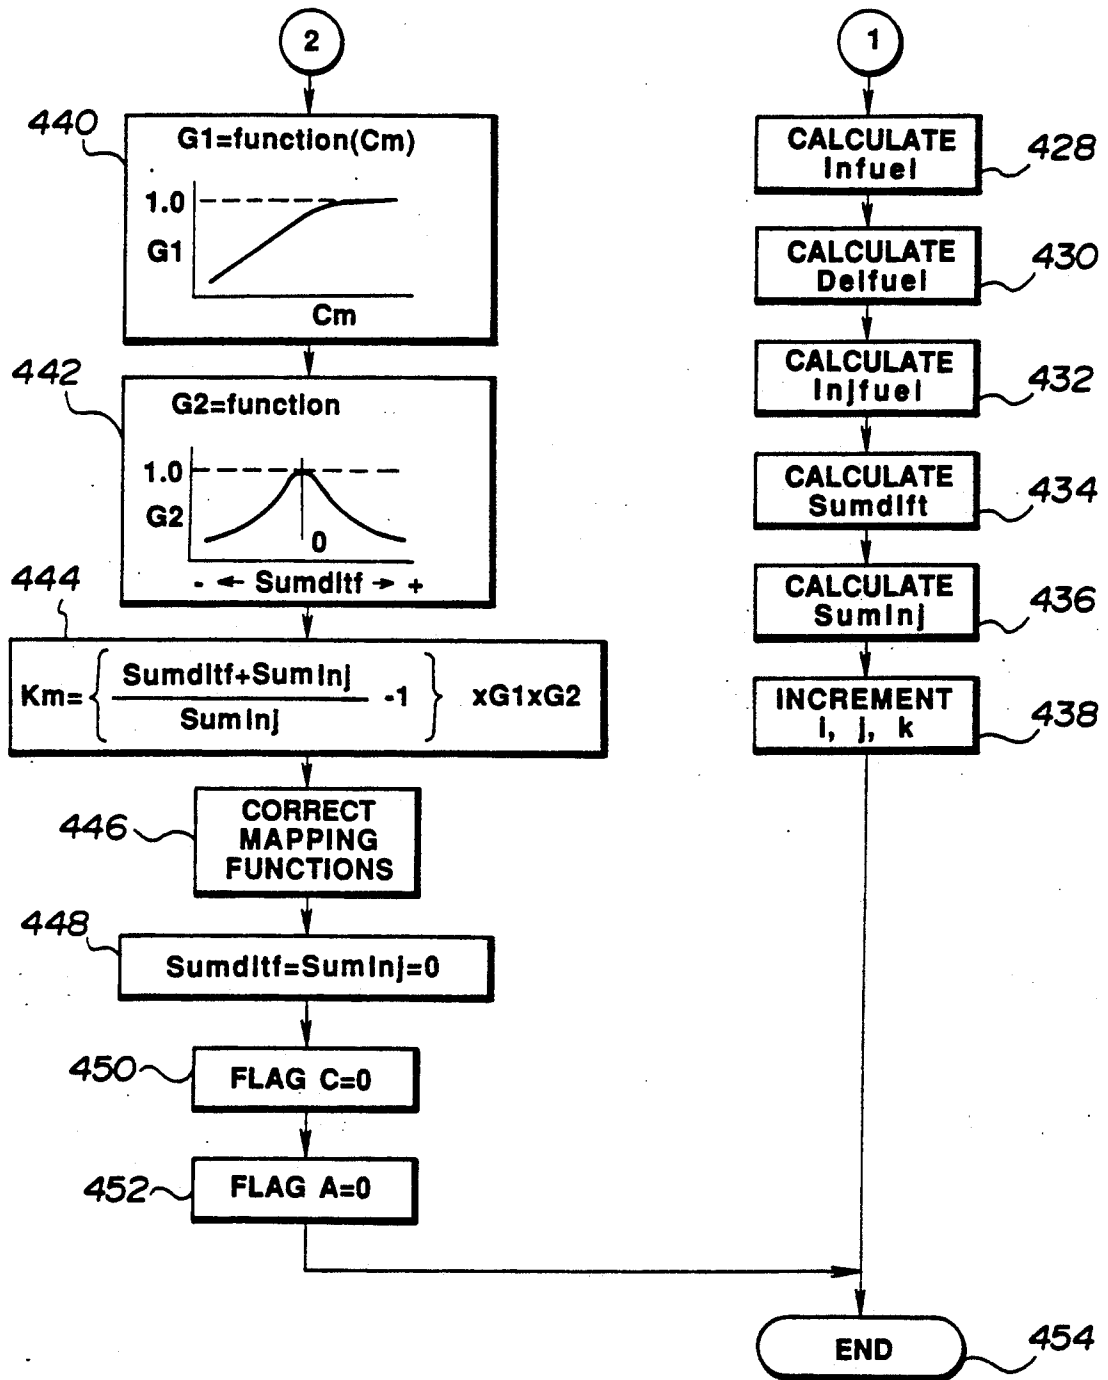 2
440
G1=function(Cm)
1.0
G1
Cm
442
G2=function
1.0
G2
0
- ← Sumdltf → +
444
Km= { Sumdltf+SumInj / SumInj -1 } xG1xG2
446
CORRECT
MAPPING
FUNCTIONS
448
Sumdltf=SumInj=0
450
FLAG C=0
452
FLAG A=0
1
CALCULATE
Infuel
428
CALCULATE
Delfuel
430
CALCULATE
Injfuel
432
CALCULATE
Sumdlft
434
CALCULATE
SumInj
436
INCREMENT
i, j, k
438
END
454